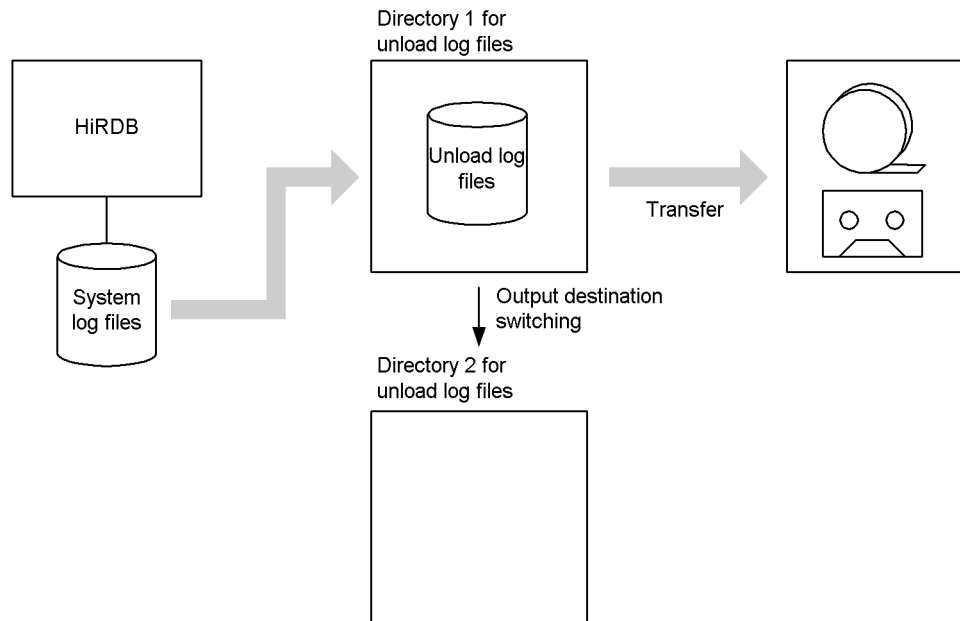 Directory 1 for
unload log files
HiRDB
Unload log
files
Transfer
System
log files
Output destination
switching
Directory 2 for
unload log files